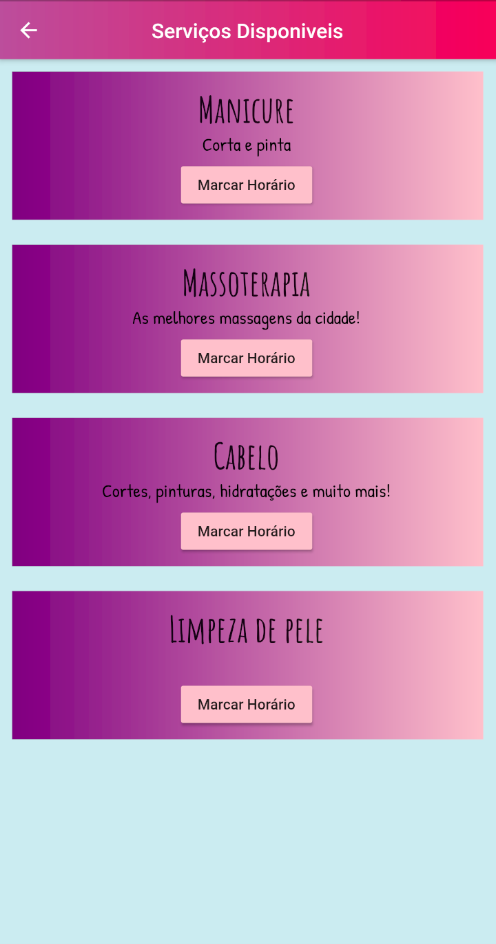 Serviços Disponiveis
Manicure
Corta e pinta
Marcar Horário
Massoterapia
As melhores massagens da cidade!
Marcar Horário
Cabelo
Cortes, pinturas, hidratações e muito mais!
Marcar Horário
Limpeza de pele
Marcar Horário